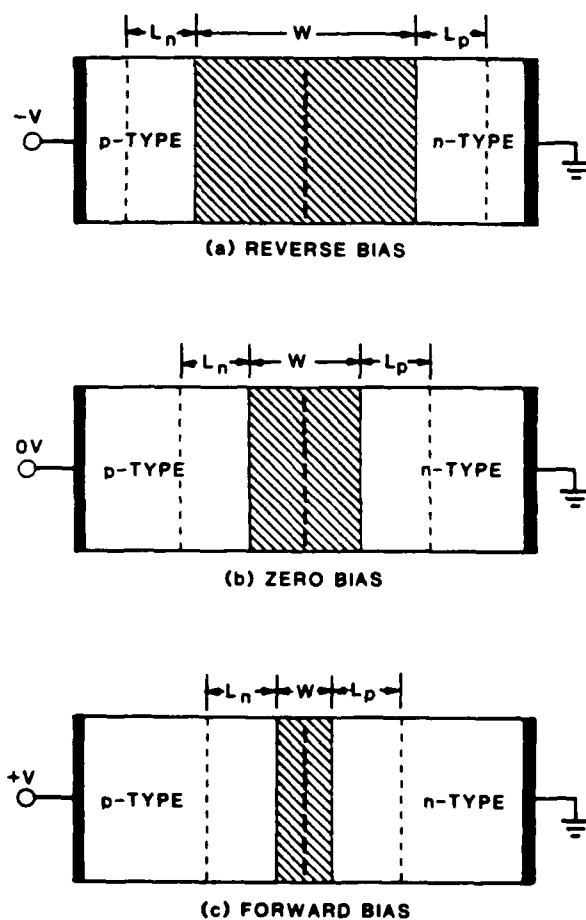 Ln W Lp
-V p-TYPE n-TYPE
(a) REVERSE BIAS
Ln W Lp
0V p-TYPE n-TYPE
(b) ZERO BIAS
Ln W Lp
+V p-TYPE n-TYPE
(c) FORWARD BIAS